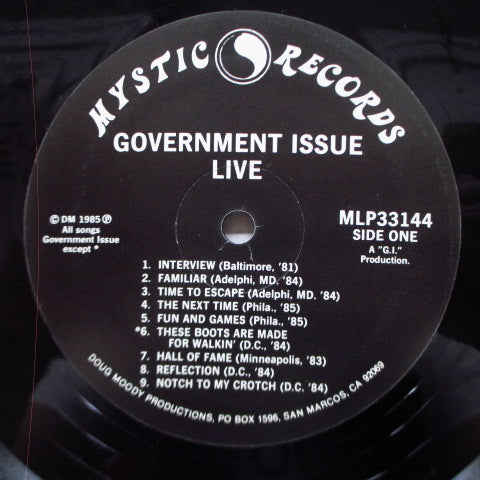 MYSTIC RECORDS
GOVERNMENT ISSUE
LIVE
© DM 1985 ℗
All songs
Government Issue
except *
MLP33144
SIDE ONE
A "G.I."
Production.
1. INTERVIEW (Baltimore, '81)
2. FAMILIAR (Adelphi, MD. '84)
3. TIME TO ESCAPE (Adelphi, MD. '84)
4. THE NEXT TIME (Phila., '85)
5. FUN AND GAMES (Phila., '85)
*6. THESE BOOTS ARE MADE
FOR WALKIN' (D.C., '84)
7. HALL OF FAME (Minneapolis, '83)
8. REFLECTION (D.C., '84)
9. NOTCH TO MY CROTCH (D.C. '84)
DOUG MOODY PRODUCTIONS, PO BOX 1596, SAN MARCOS, CA. 92069